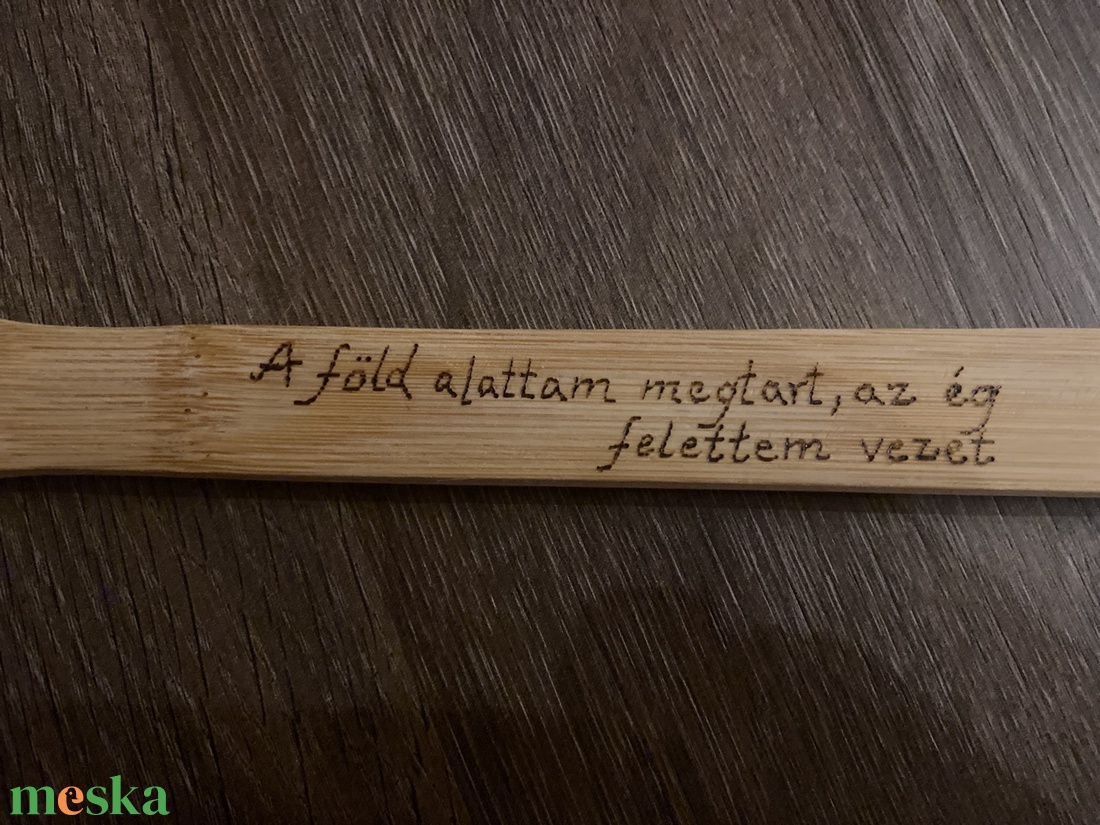 A föld alattam megtart, az ég
felettem vezet
meska